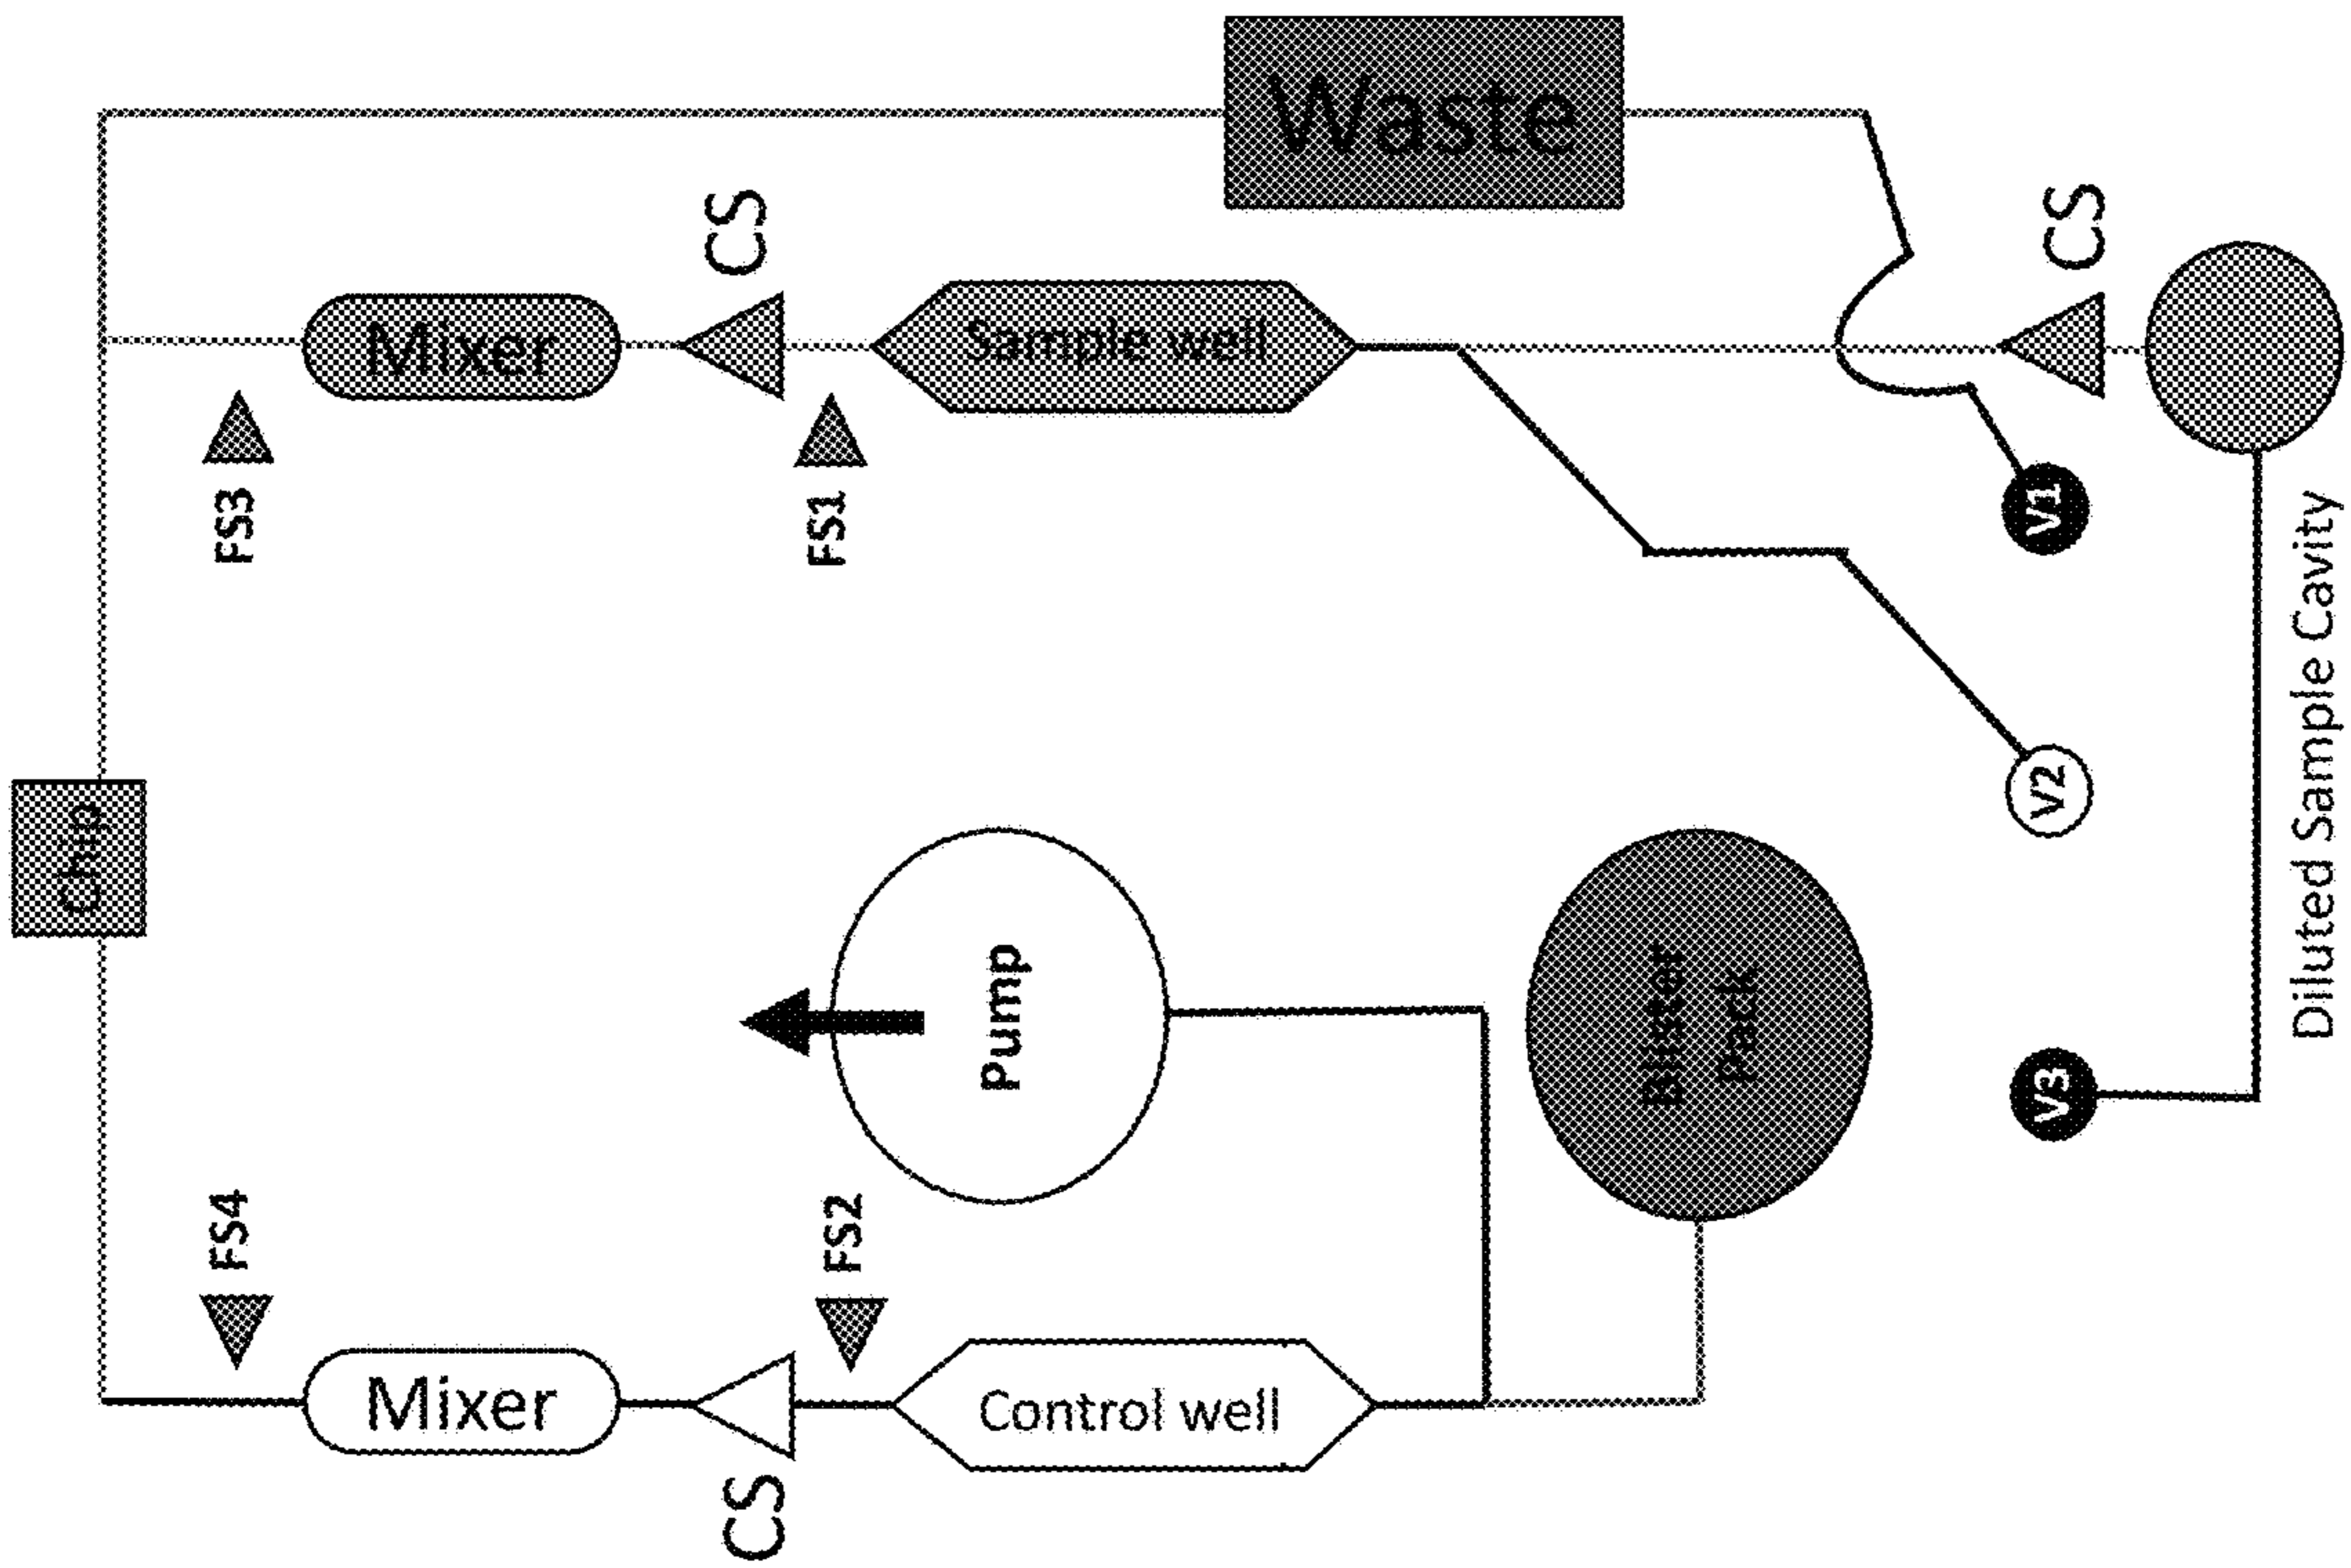 Waste
CS
CS
Mixer
Sample well
FS3
FS1
V1
Diluted Sample Cavity
V2
Chip
Pump
Blister
Pack
V3
FS4
FS2
Mixer
Control well
CS